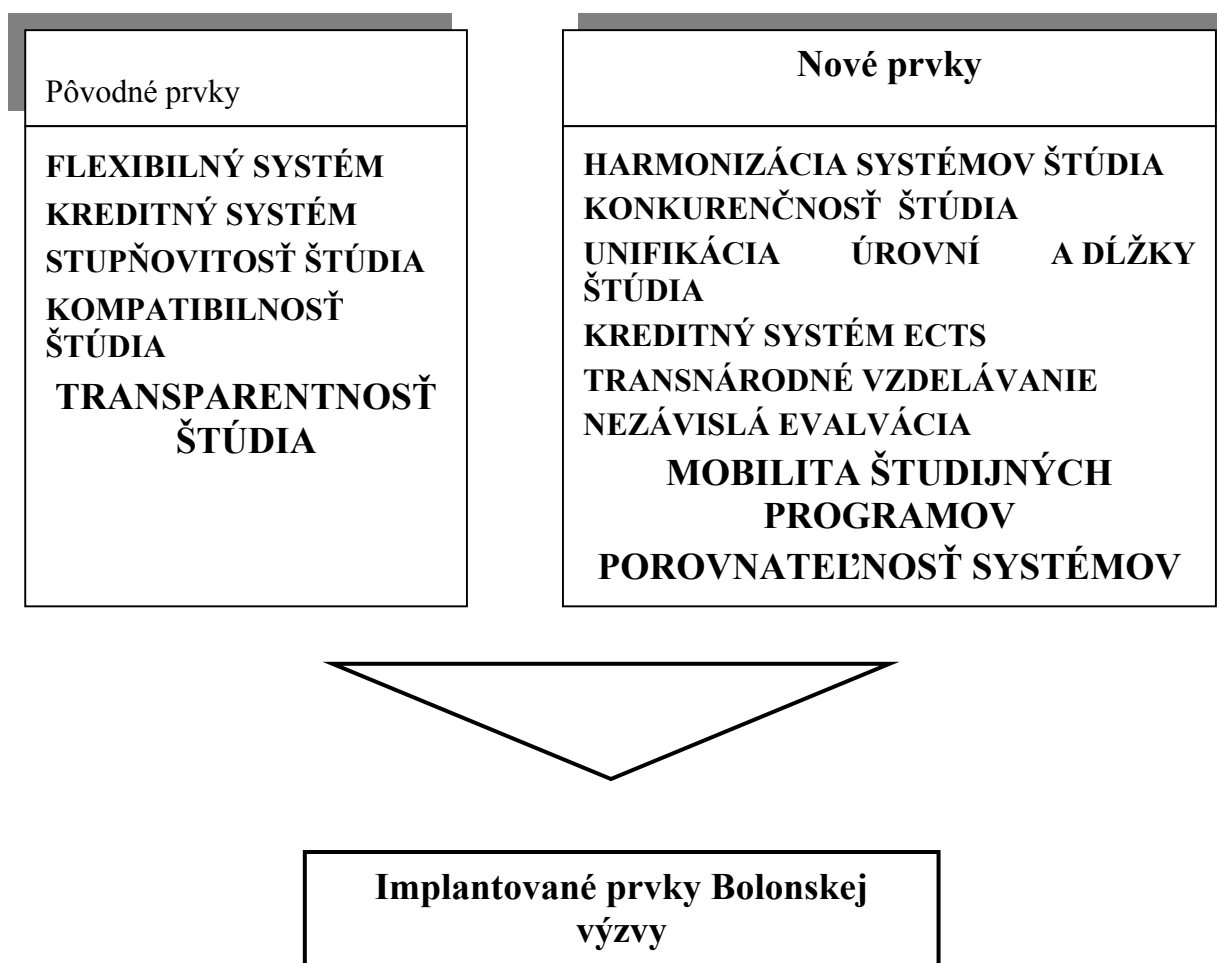 Pôvodné prvky
FLEXIBILNÝ SYSTÉM
KREDITNÝ SYSTÉM
STUPŇOVITOSŤ ŠTÚDIA
KOMPATIBILNOSŤ
ŠTÚDIA
TRANSPARENTNOSŤ
ŠTÚDIA
Nové prvky
HARMONIZÁCIA SYSTÉMOV ŠTÚDIA
KONKURENČNOSŤ ŠTÚDIA
UNIFIKÁCIA ÚROVNÍ A DĹŽKY
ŠTÚDIA
KREDITNÝ SYSTÉM ECTS
TRANSNÁRODNÉ VZDELÁVANIE
NEZÁVISLÁ EVALVÁCIA
MOBILITA ŠTUDIJNÝCH
PROGRAMOV
POROVNATEĽNOSŤ SYSTÉMOV
Implantované prvky Bolonskej
výzvy